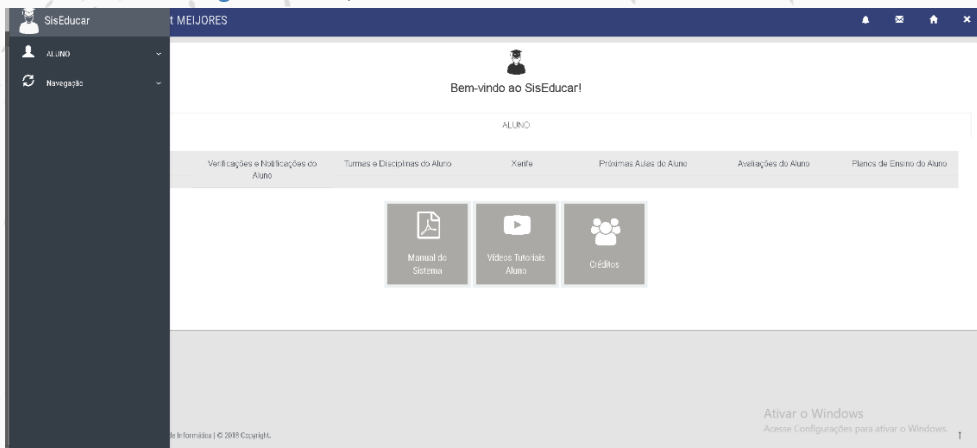 SisEducar
t MEIJORES
ALUNO
Navegação
Bem-vindo ao SisEducar!
ALUNO
Verificações e Notificações do Aluno
Turmas e Disciplinas do Aluno
Xerife
Próximas Aulas do Aluno
Avaliações do Aluno
Planos de Ensino do Aluno
Manual do
Sistema
Vídeos Tutoriais
Aluno
Créditos
Ativar o Windows
Acesse Configurações para ativar o Windows.
de Informática | © 2018 Copyright.